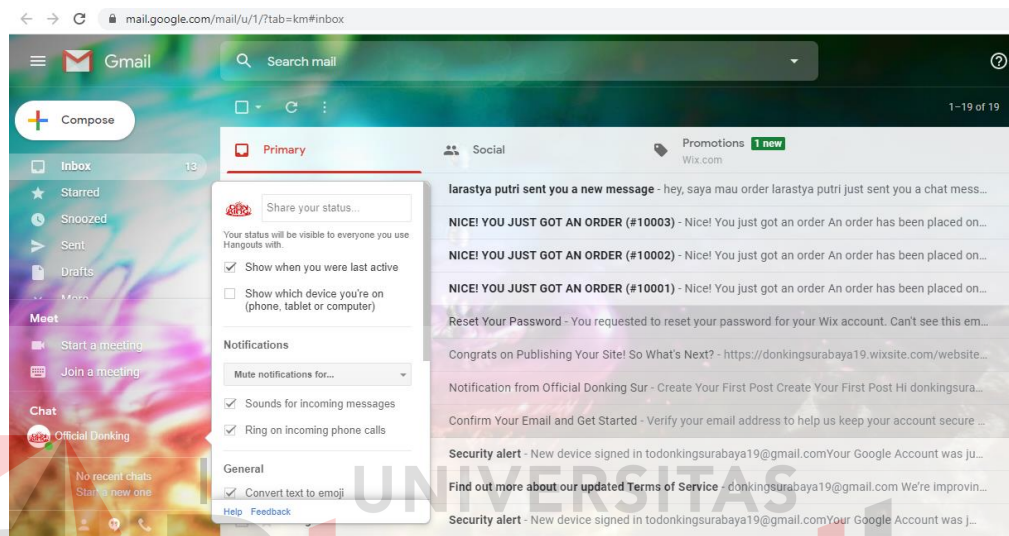 mail.google.com/mail/u/1/?tab=km#inbox
Gmail
Search mail
Compose
1–19 of 19
Primary
Social
Promotions 1 new
Wix.com
Inbox 13
Starred
Snoozed
Sent
Drafts
More
Meet
Start a meeting
Join a meeting
Chat
Official Donking
No recent chats
Start a new one
Share your status...
Your status will be visible to everyone you use
Hangouts with.
Show when you were last active
Show which device you're on
(phone, tablet or computer)
Notifications
Mute notifications for...
Sounds for incoming messages
Ring on incoming phone calls
General
Convert text to emoji
Help Feedback
larastya putri sent you a new message - hey, saya mau order larastya putri just sent you a chat mess...
NICE! YOU JUST GOT AN ORDER (#10003) - Nice! You just got an order An order has been placed on...
NICE! YOU JUST GOT AN ORDER (#10002) - Nice! You just got an order An order has been placed on...
NICE! YOU JUST GOT AN ORDER (#10001) - Nice! You just got an order An order has been placed on...
Reset Your Password - You requested to reset your password for your Wix account. Can't see this em...
Congrats on Publishing Your Site! So What's Next? - https://donkingsurabaya19.wixsite.com/website...
Notification from Official Donking Sur - Create Your First Post Create Your First Post Hi donkingsura...
Confirm Your Email and Get Started - Verify your email address to help us keep your account secure ...
Security alert - New device signed in todonkingsurabaya19@gmail.comYour Google Account was ju...
Find out more about our updated Terms of Service - donkingsurabaya19@gmail.com We're improvin...
Security alert - New device signed in todonkingsurabaya19@gmail.comYour Google Account was j...
UNIVERSITAS